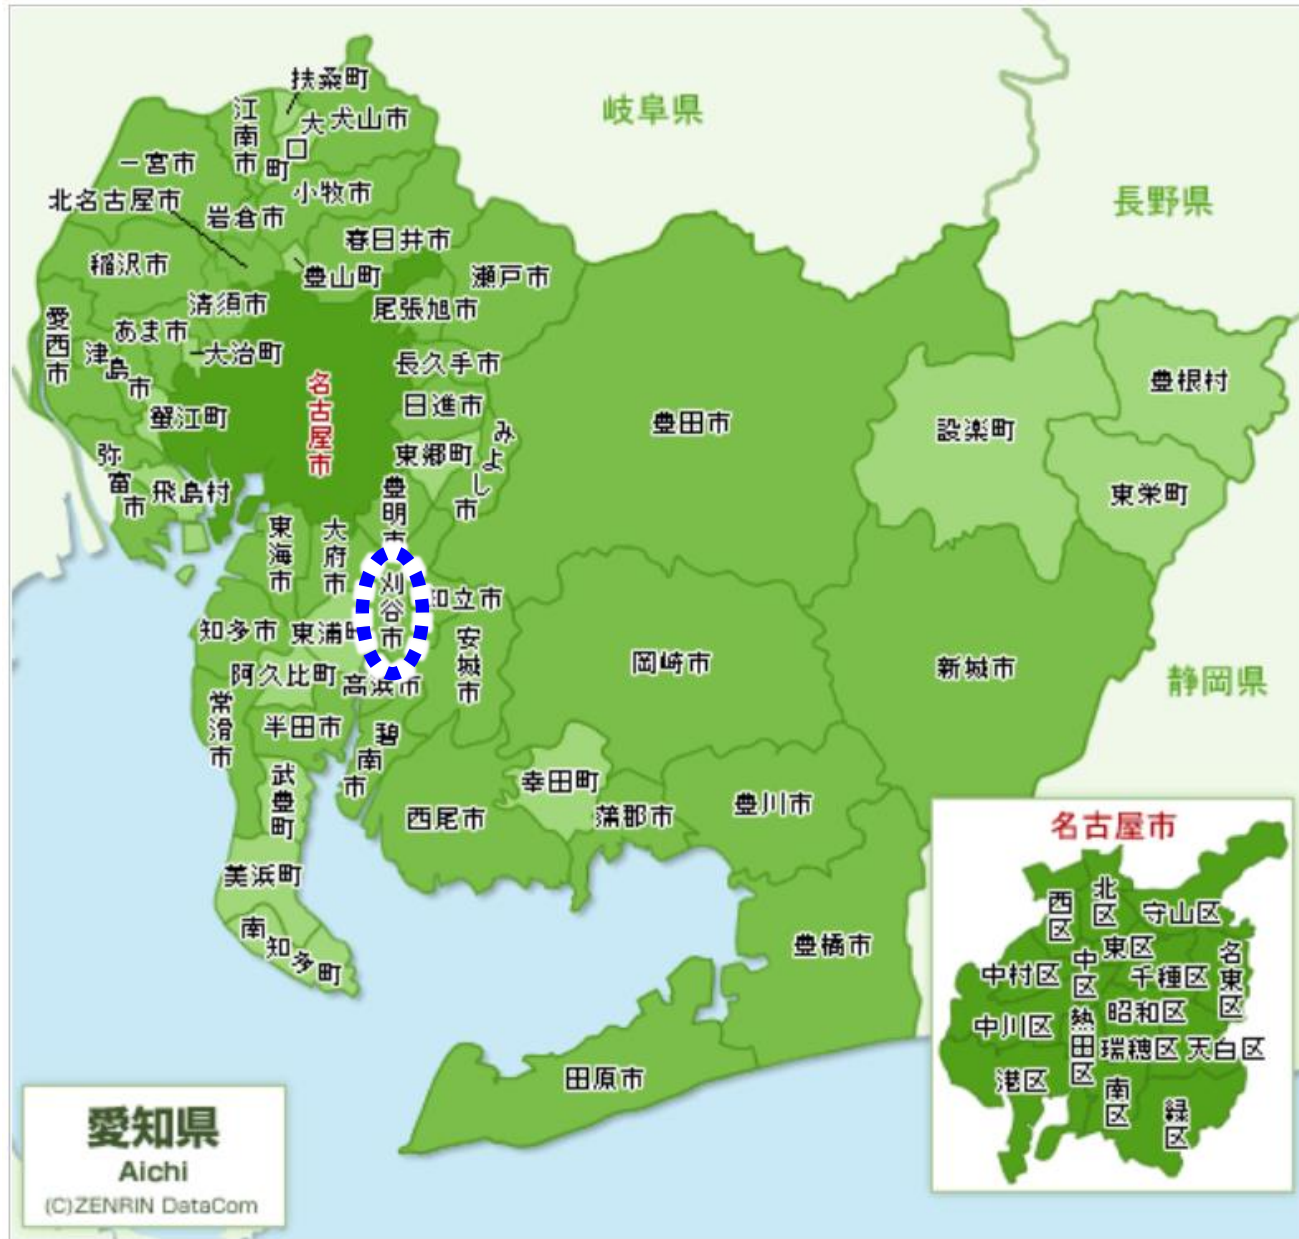 扶桑町
江南市
大口町
犬山市
岐阜県
一宮市
小牧市
北名古屋市
岩倉市
長野県
春日井市
稲沢市
豊山町
瀬戸市
清須市
尾張旭市
愛西市
あま市
津島市
大治町
長久手市
名古屋市
豊根村
蟹江町
日進市
豊田市
設楽町
みよし市
東郷町
弥富市
飛島村
豊明市
東栄町
東海市
大府市
刈谷市
知立市
知多市
東浦町
安城市
岡崎市
新城市
静岡県
阿久比町
高浜市
常滑市
半田市
碧南市
武豊町
幸田町
西尾市
蒲郡市
豊川市
美浜町
南知多町
豊橋市
田原市
名古屋市
西区
北区
守山区
東区
中村区
中区
千種区
名東区
昭和区
中川区
熱田区
瑞穂区
天白区
港区
南区
緑区
愛知県
Aichi
(C)ZENRIN DataCom